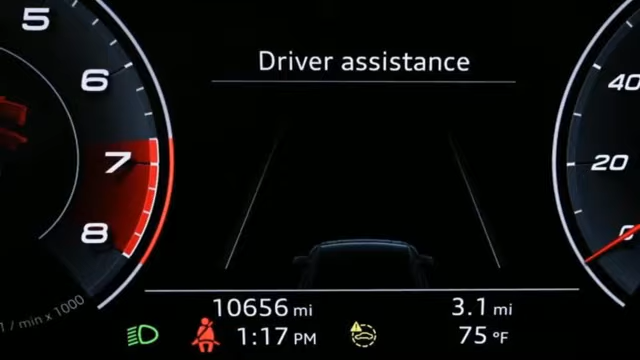 5
6
7
8
1 / min x 1000
Driver assistance
40
20
0
10656 mi
3.1 mi
1:17 PM
75 °F